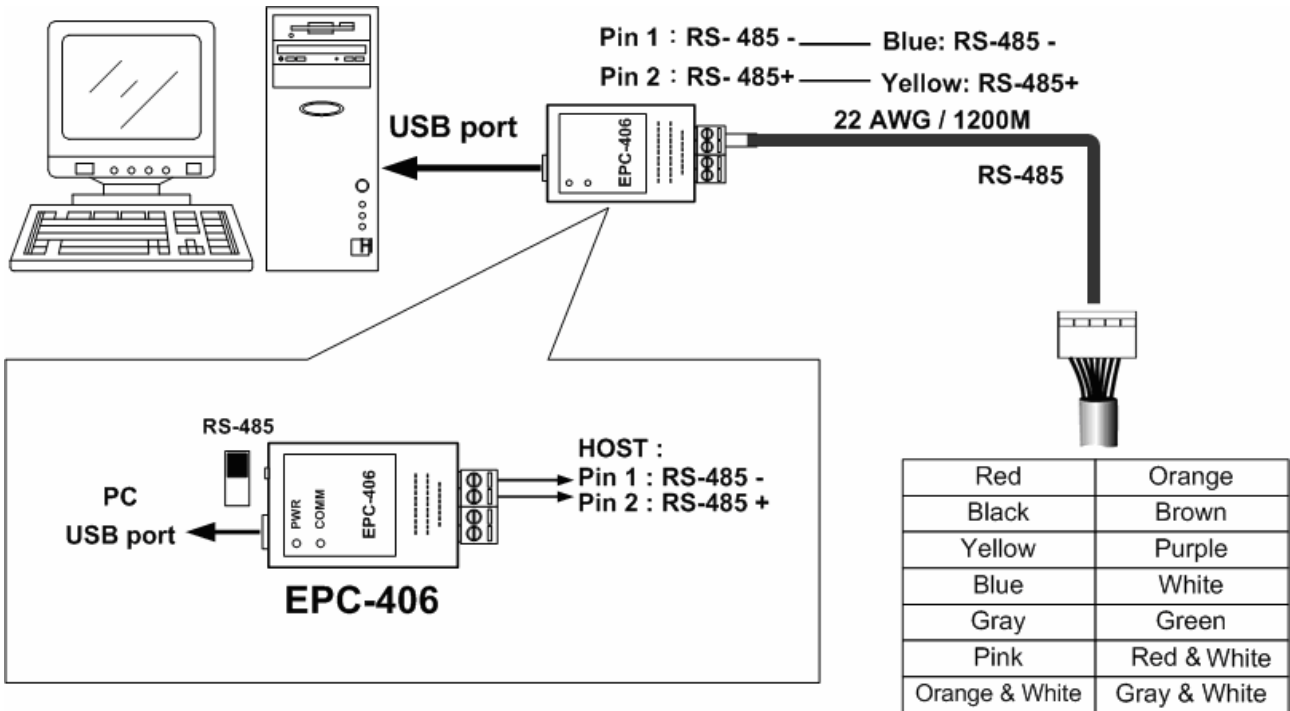 Pin 1 : RS- 485 - Blue: RS-485 -
Pin 2 : RS- 485+ Yellow: RS-485+
22 AWG / 1200M
RS-485
USB port
EPC-406
H
RS-485
PC
USB port
PWR
COMM
EPC-406
HOST :
Pin 1 : RS-485 -
Pin 2 : RS-485 +
EPC-406
Red Orange
Black Brown
Yellow Purple
Blue White
Gray Green
Pink Red & White
Orange & White Gray & White